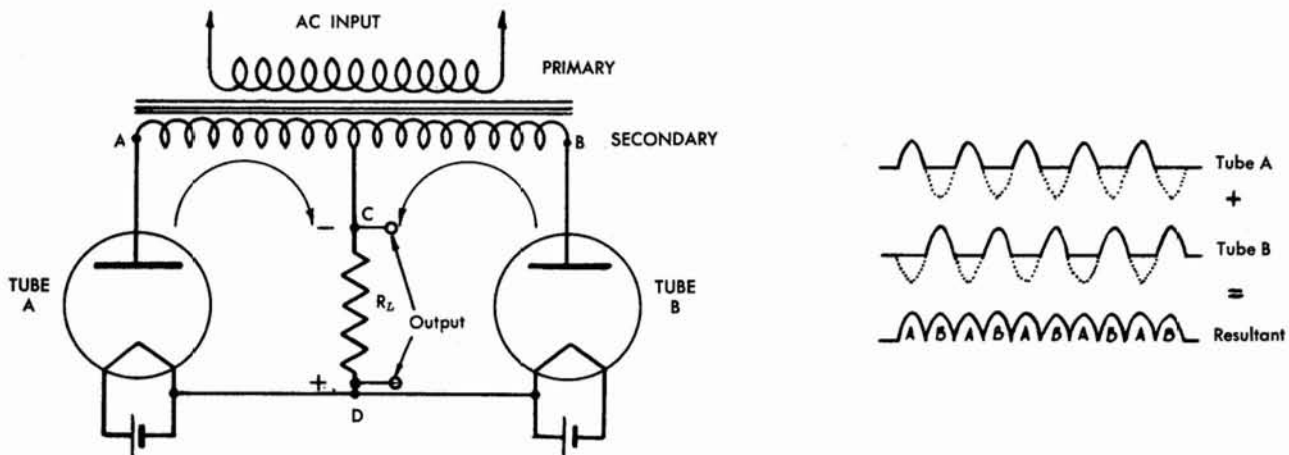 AC INPUT
PRIMARY
A
B
SECONDARY
C
−
TUBE
A
R_L
Output
TUBE
B
+
D
Tube A
+
Tube B
=
A B A B A B A B A B
Resultant